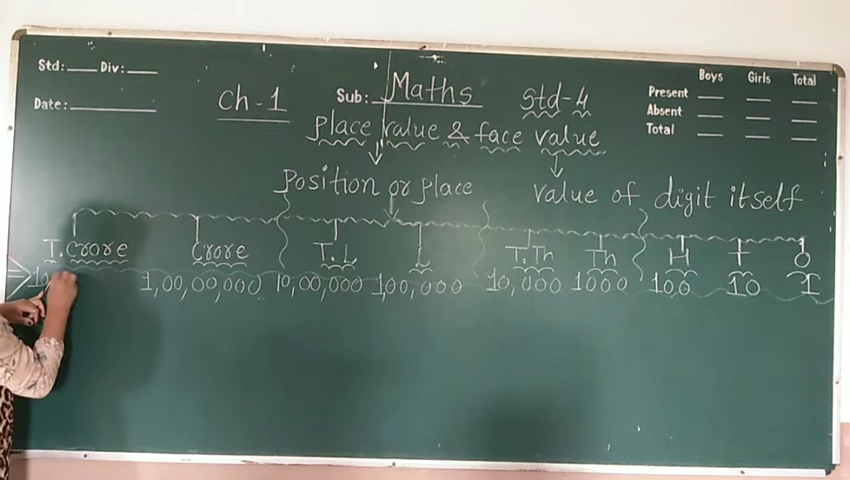 Std: Div:
Date:
Ch-1
Sub: Maths
Std-4
Boys Girls Total
Present
Absent
Total
place value & face value
position or place
value of digit itself
T.Crore Crore T.L L T.Th Th H T O
10, 1,00,00,000 10,00,000 100,000 10,000 1000 100 10 1